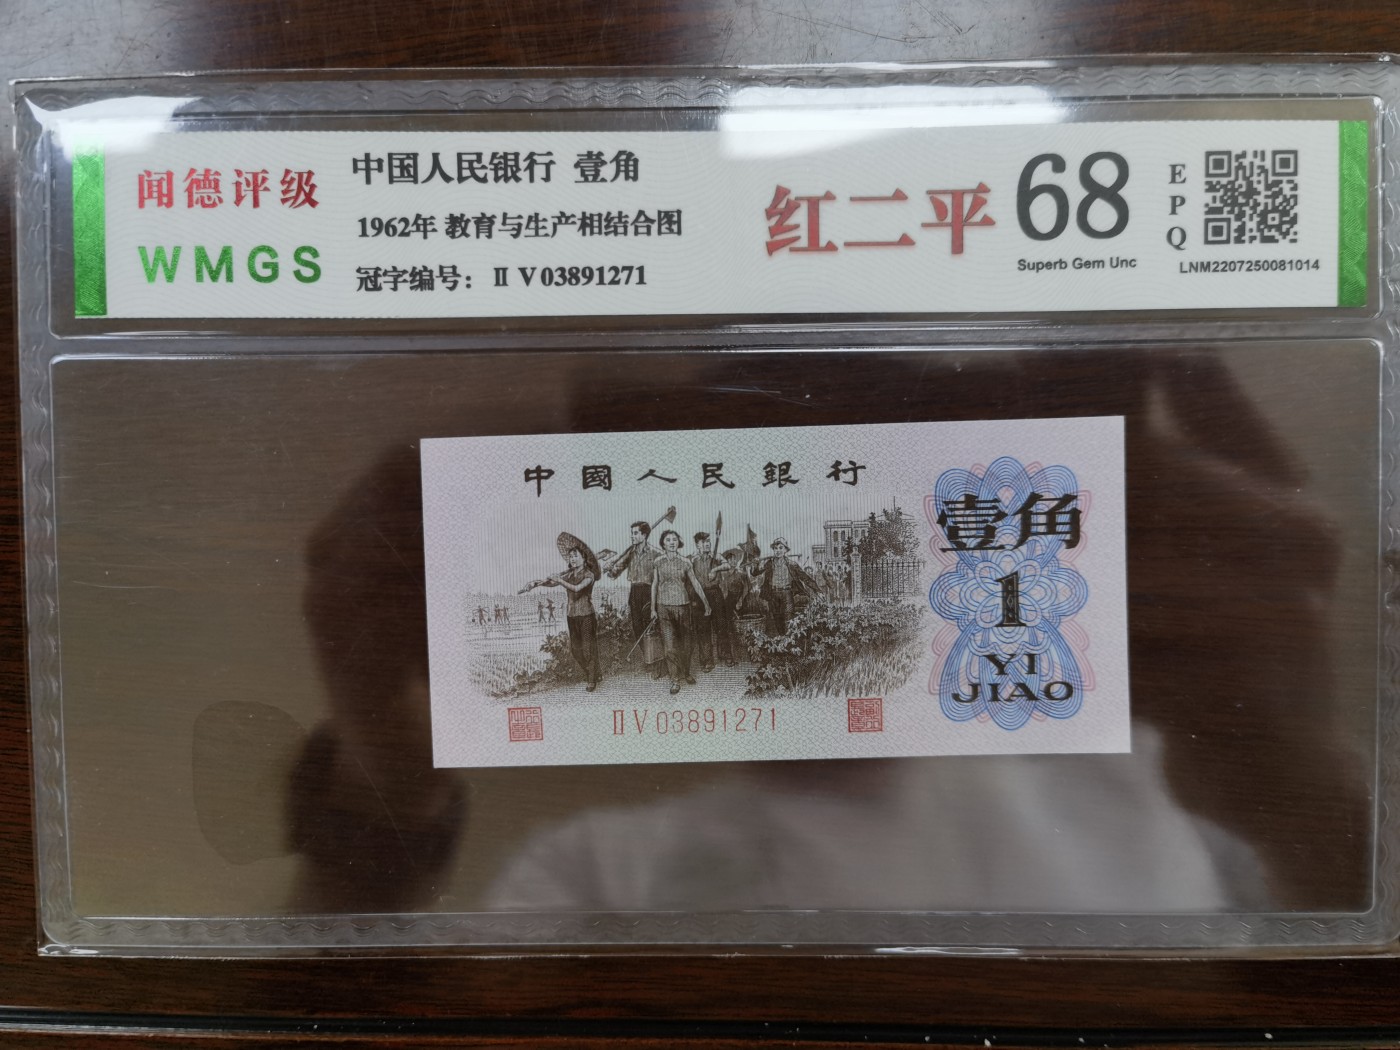 闻德评级
WMGS
中国人民银行 壹角
1962年 教育与生产相结合图
冠字编号: ⅡⅤ03891271
红二平
68
Superb Gem Unc
EPQ
LNM2207250081014
中國人民銀行
壹角
1
YI
JIAO
ⅡⅤ03891271